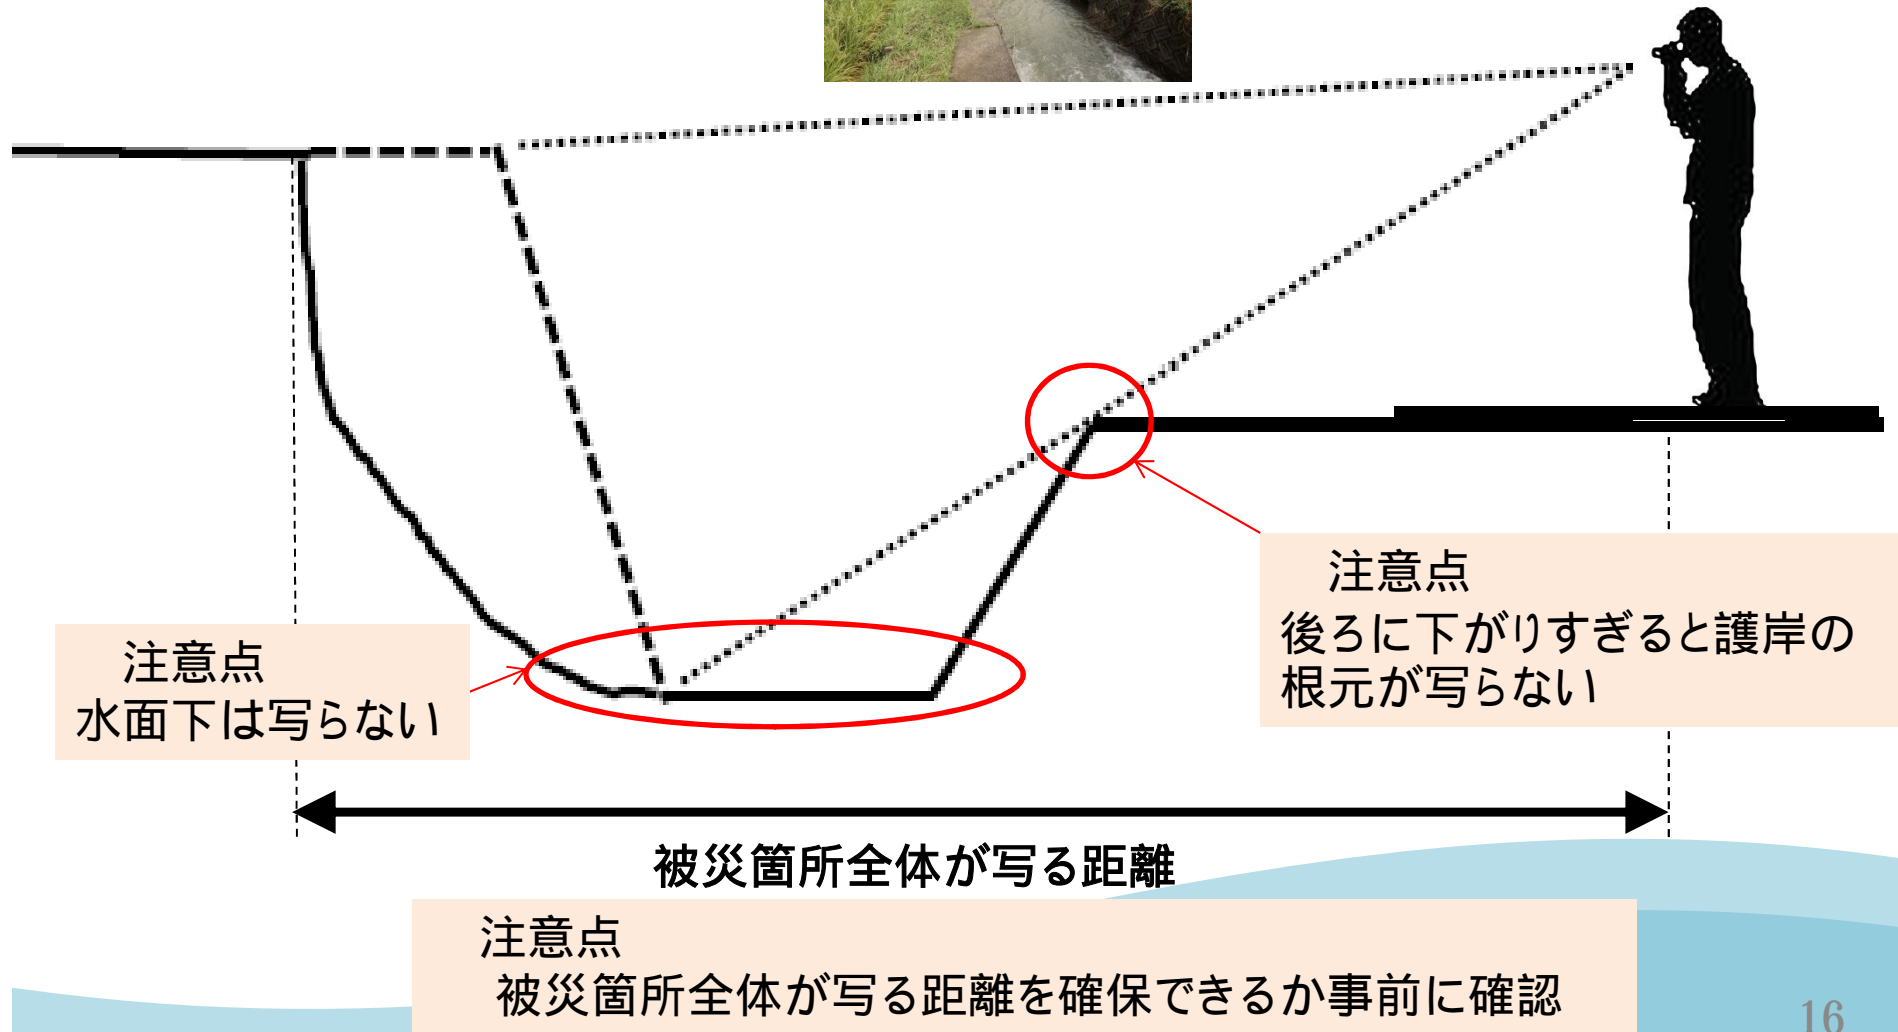 注意点
後ろに下がりすぎると護岸の
根元が写らない
注意点
水面下は写らない
被災箇所全体が写る距離
注意点
被災箇所全体が写る距離を確保できるか事前に確認
16